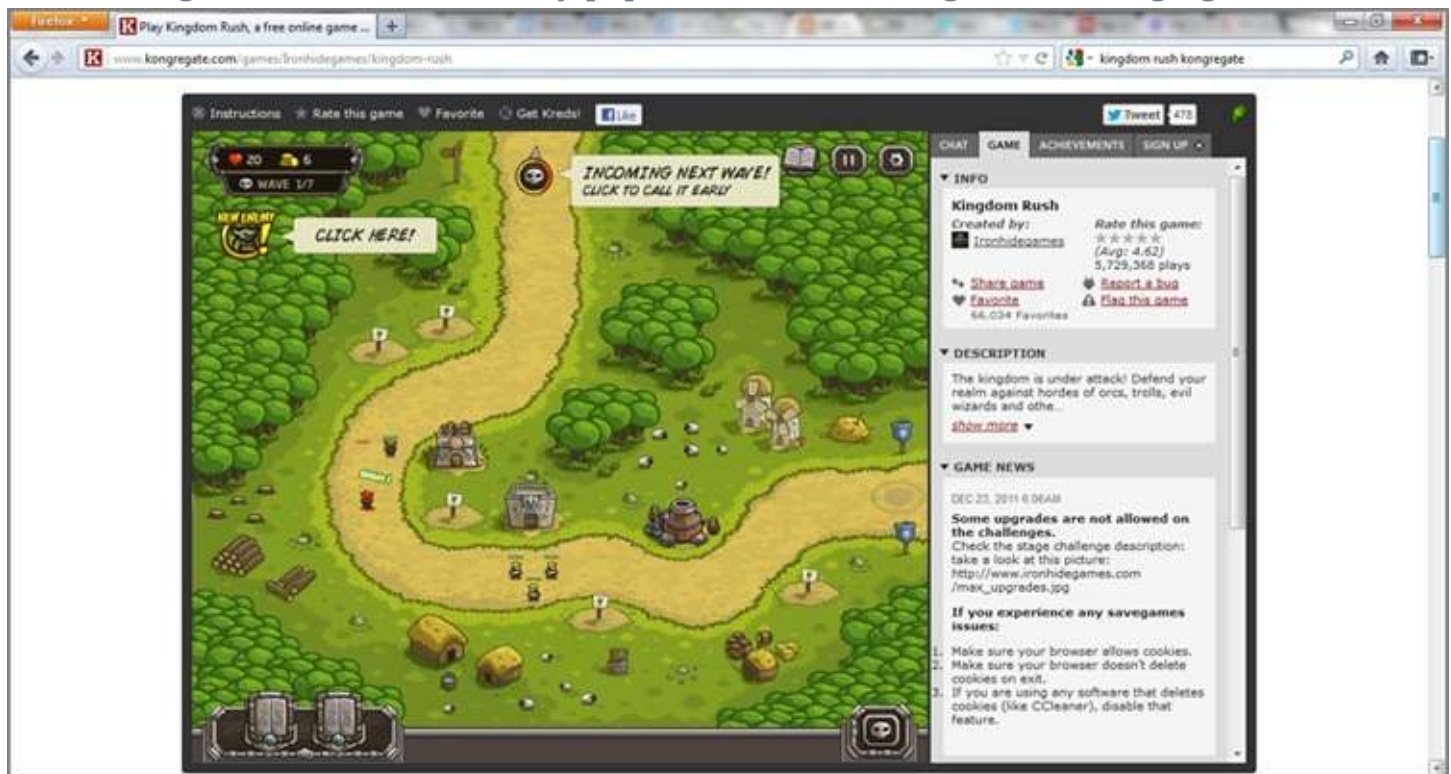 Firefox
Play Kingdom Rush, a free online game ...
www.kongregate.com/games/Ironhidegames/kingdom-rush
kingdom rush kongregate
Instructions Rate this game Favorite Get Kreds! Like
Tweet 478
20 6
WAVE 1/7
NEW ENEMY
CLICK HERE!
INCOMING NEXT WAVE!
CLICK TO CALL IT EARLY
CHAT GAME ACHIEVEMENTS SIGN UP
INFO
Kingdom Rush
Created by:
Ironhidegames
Rate this game:
(Avg: 4.62)
5,729,368 plays
Share game Report a bug
Favorite Flag this game
66,034 Favorites
DESCRIPTION
The kingdom is under attack! Defend your
realm against hordes of orcs, trolls, evil
wizards and othe...
show more
GAME NEWS
DEC 23, 2011 6:06AM
Some upgrades are not allowed on
the challenges.
Check the stage challenge description:
take a look at this picture:
http://www.ironhidegames.com
/max_upgrades.jpg
If you experience any savegames
issues:
1. Make sure your browser allows cookies.
2. Make sure your browser doesn't delete
cookies on exit.
3. If you are using any software that deletes
cookies (like CCleaner), disable that
feature.